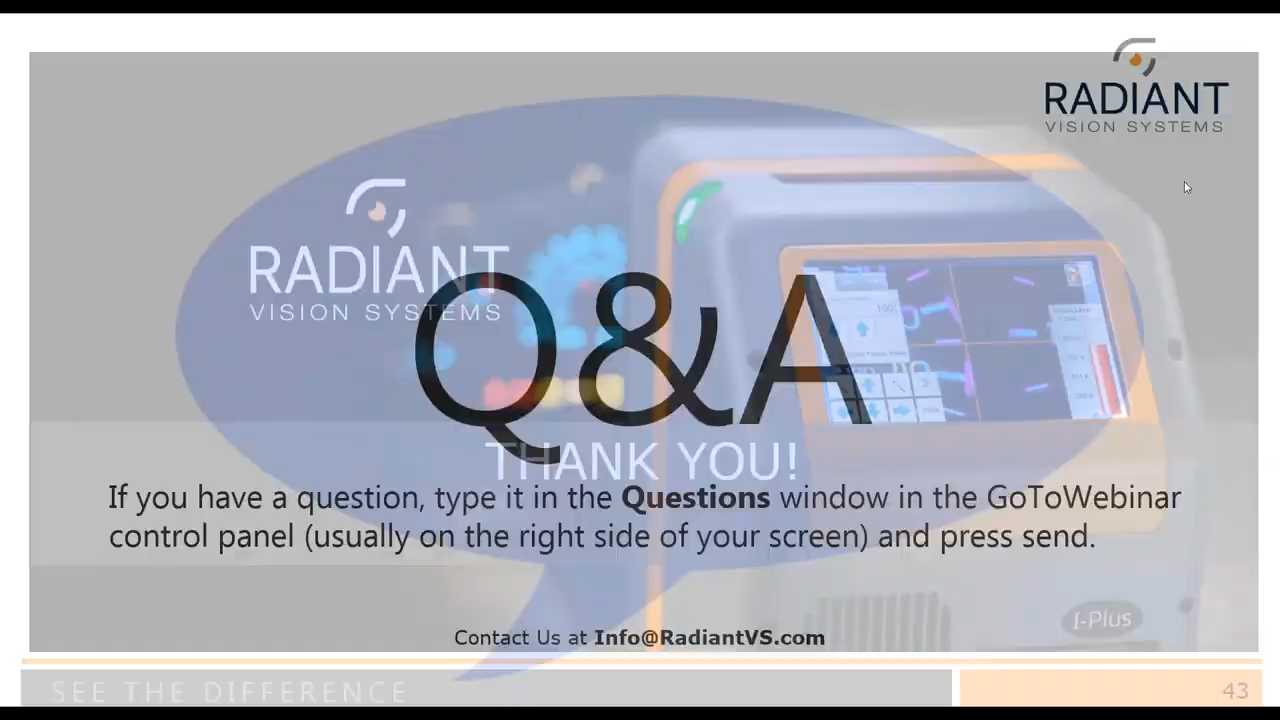 RADIANT
VISION SYSTEMS
RADIANT
VISION SYSTEMS
Q&A
THANK YOU!
If you have a question, type it in the Questions window in the GoToWebinar
control panel (usually on the right side of your screen) and press send.
I-Plus
Contact Us at Info@RadiantVS.com
SEE THE DIFFERENCE
43